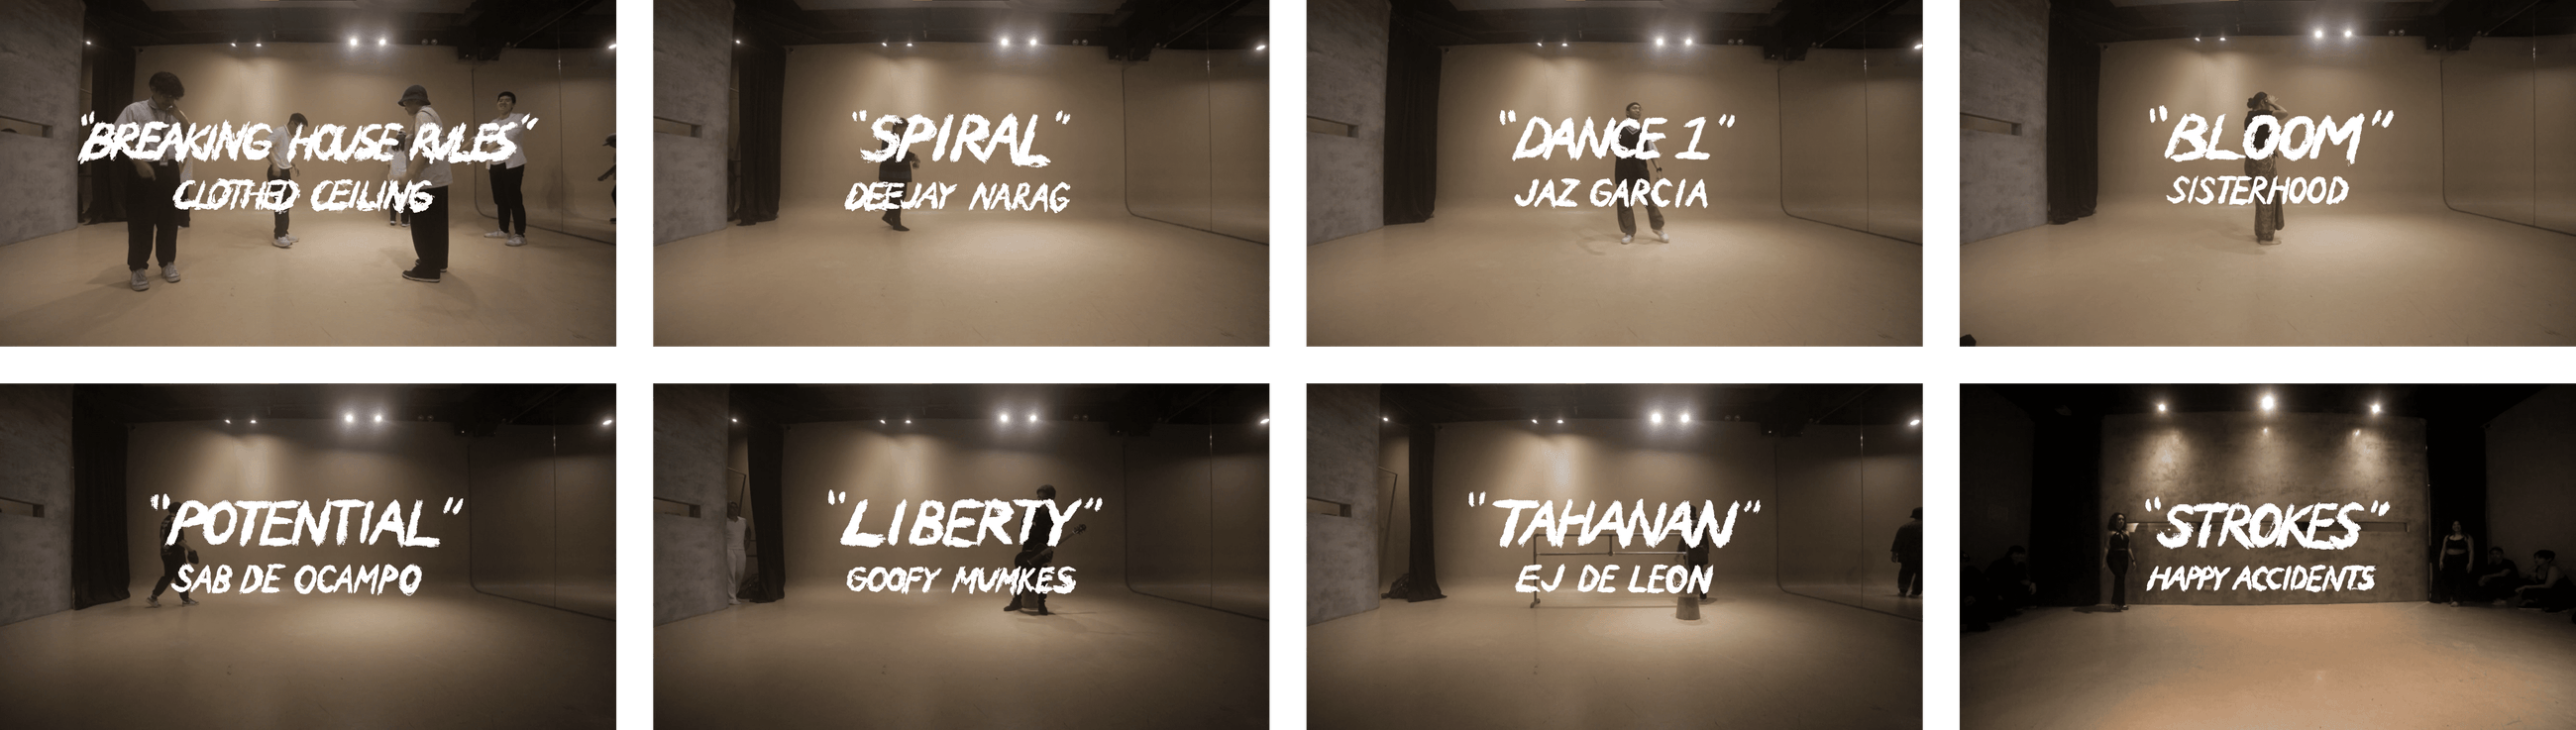 "BREAKING HOUSE RULES"
CLOTHED CEILING
"SPIRAL"
DEEJAY NARAG
"DANCE 1"
JAZ GARCIA
"BLOOM"
SISTERHOOD
"POTENTIAL"
SAB DE OCAMPO
"LIBERTY"
GOOFY MUMKES
"TAHANAN"
EJ DE LEON
"STROKES"
HAPPY ACCIDENTS